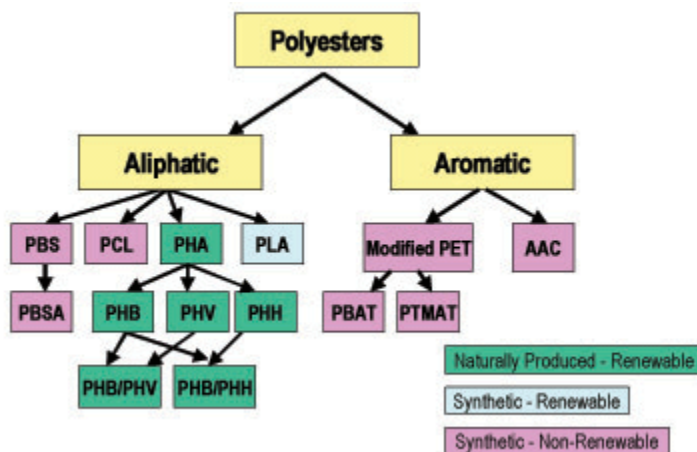 Polyesters
Aliphatic
Aromatic
PBS
PCL
PHA
PLA
Modified PET
AAC
PBSA
PHB
PHV
PHH
PBAT
PTMAT
PHB/PHV
PHB/PHH
Naturally Produced - Renewable
Synthetic - Renewable
Synthetic - Non-Renewable